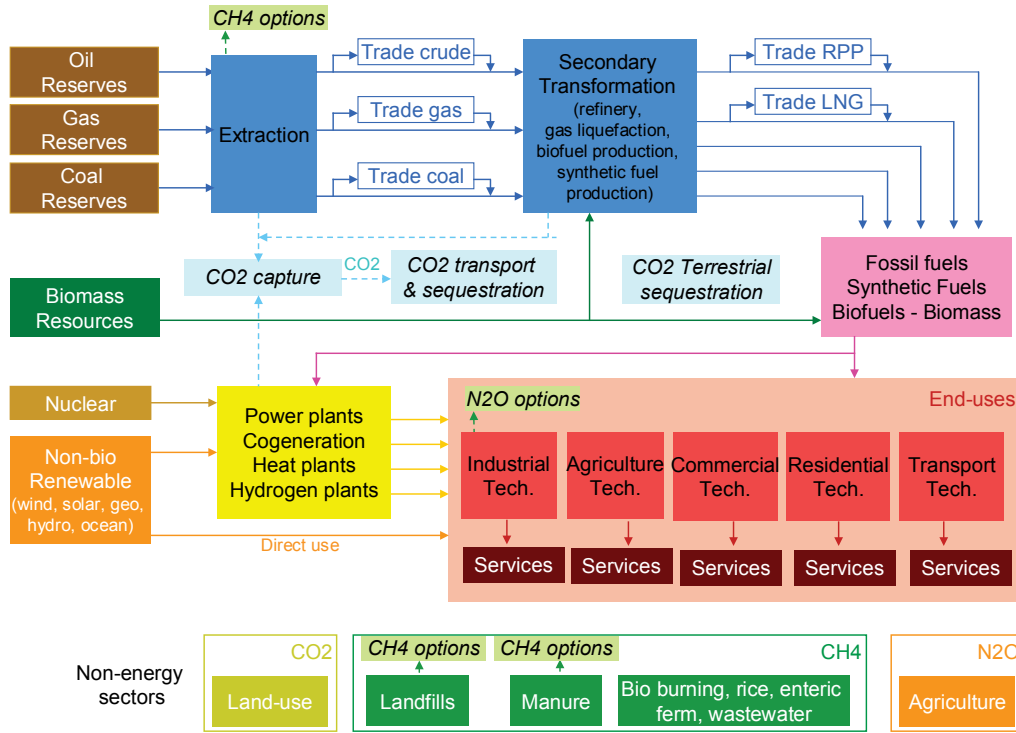 CH4 options
Oil
Reserves
Gas
Reserves
Coal
Reserves
Extraction
Trade crude
Trade gas
Trade coal
Secondary
Transformation
(refinery,
gas liquefaction,
biofuel production,
synthetic fuel
production)
Trade RPP
Trade LNG
CO2 capture
CO2
CO2 transport
& sequestration
CO2 Terrestrial
sequestration
Fossil fuels
Synthetic Fuels
Biofuels - Biomass
Biomass
Resources
Nuclear
Non-bio
Renewable
(wind, solar, geo,
hydro, ocean)
Power plants
Cogeneration
Heat plants
Hydrogen plants
Direct use
N2O options
End-uses
Industrial
Tech.
Agriculture
Tech.
Commercial
Tech.
Residential
Tech.
Transport
Tech.
Services
Services
Services
Services
Services
Non-energy
sectors
CO2
Land-use
CH4 options
CH4 options
CH4
Landfills
Manure
Bio burning, rice, enteric
ferm, wastewater
N2O
Agriculture